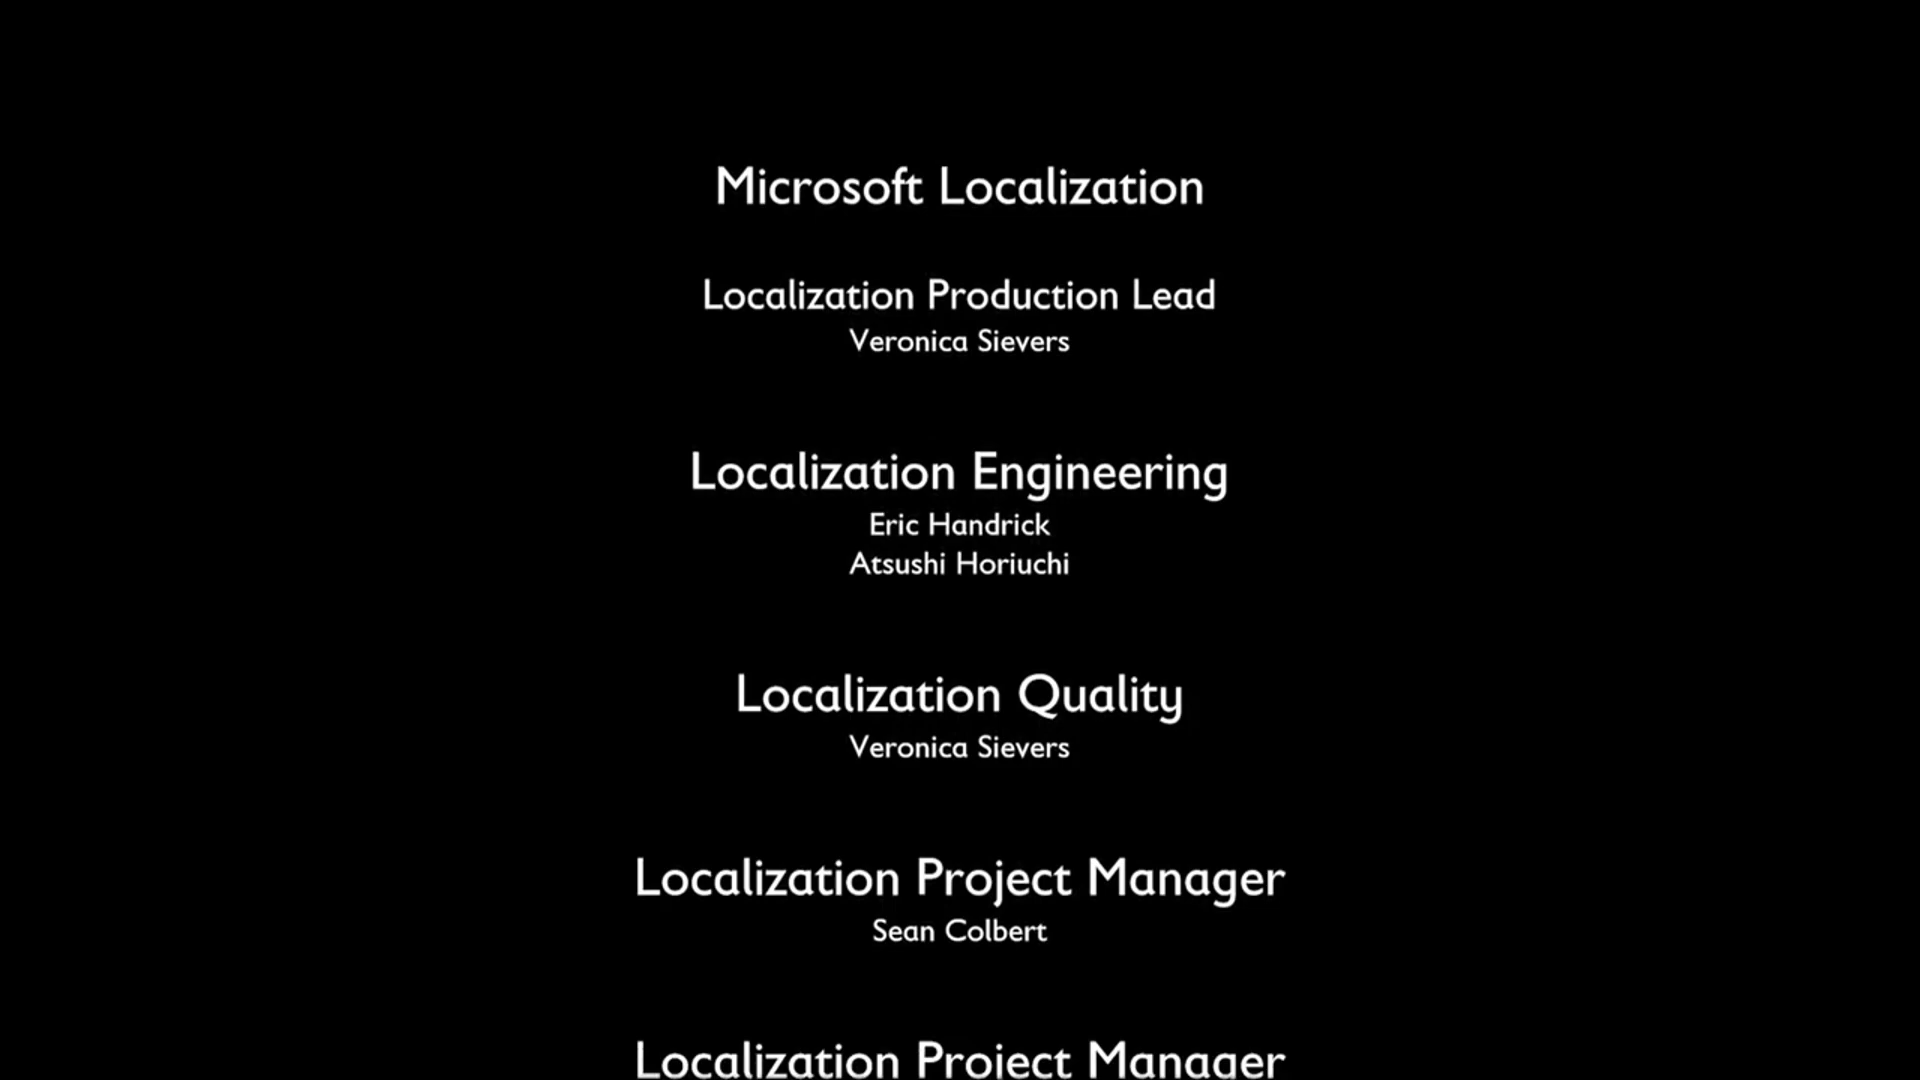 Microsoft Localization
Localization Production Lead
Veronica Sievers
Localization Engineering
Eric Handrick
Atsushi Horiuchi
Localization Quality
Veronica Sievers
Localization Project Manager
Sean Colbert
Localization Project Manager